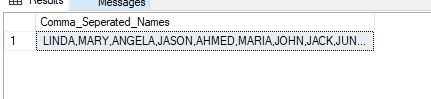 Results Messages
Comma_Seperated_Names
1 LINDA,MARY,ANGELA,JASON,AHMED,MARIA,JOHN,JACK,JUN...